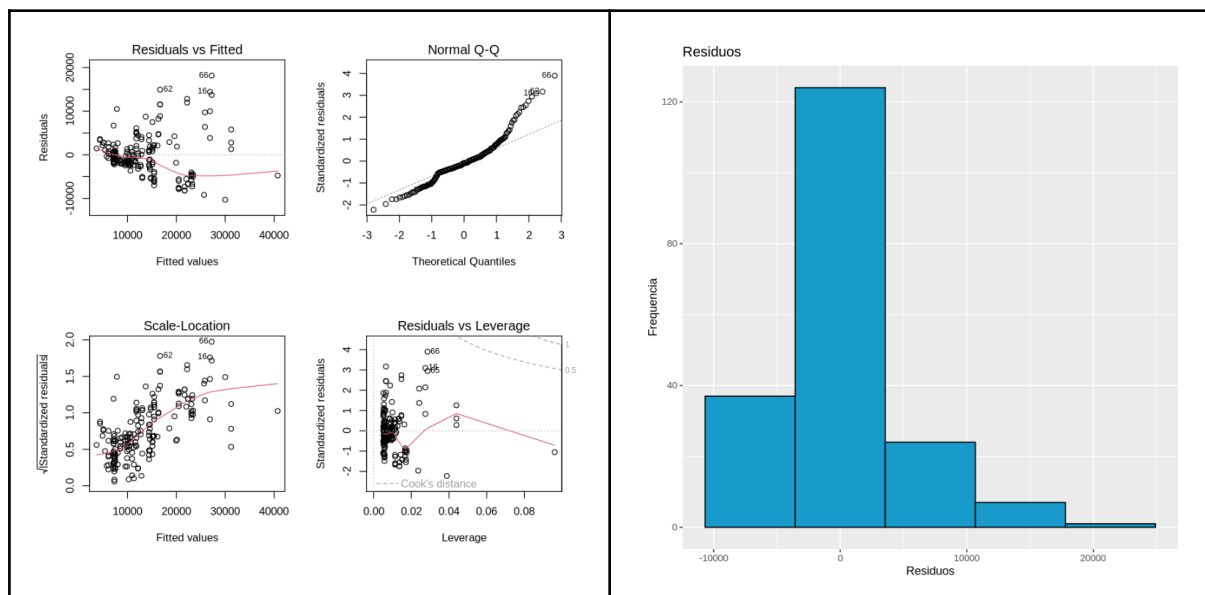 Residuals vs Fitted
Residuals
20000
10000
0
-10000
66
62
16
10000 20000 30000 40000
Fitted values
Normal Q-Q
Standardized residuals
4
3
2
1
0
-1
-2
66
-3 -2 -1 0 1 2 3
Theoretical Quantiles
Scale-Location
√|Standardized residuals|
2.0
1.5
1.0
0.5
0.0
66
62
16
10000 20000 30000 40000
Fitted values
Residuals vs Leverage
Standardized residuals
4
3
2
1
0
-1
-2
66
1
0.5
Cook's distance
0.00 0.02 0.04 0.06 0.08
Leverage
Residuos
Frequencia
120
80
40
0
-10000 0 10000 20000
Residuos